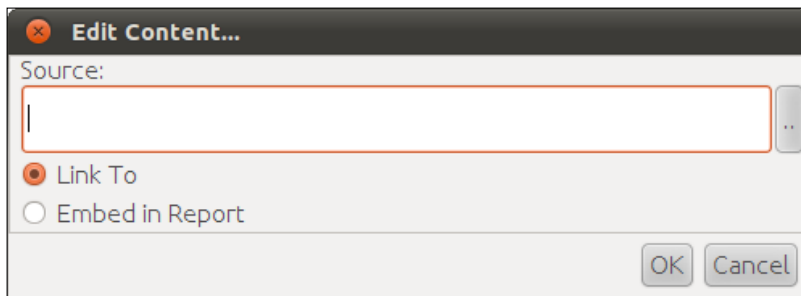 Edit Content...
Source:
..
Link To
Embed in Report
OK Cancel